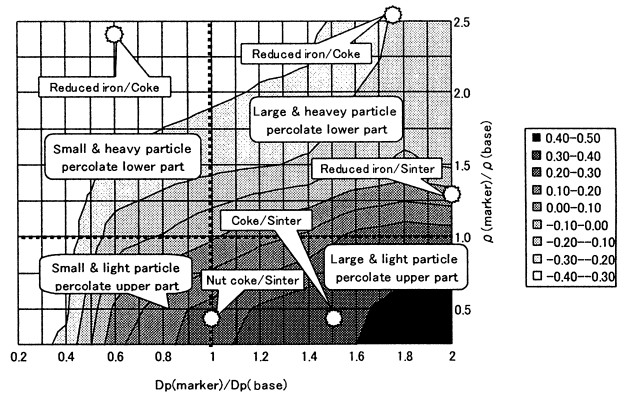 2.5
Reduced iron/Coke
Reduced iron/Coke
2.0
Large & heavey particle
percolate lower part
Small & heavy particle
percolate lower part
1.5
Reduced iron/Sinter
Coke/Sinter
1.0
Small & light particle
percolate upper part
Nut coke/Sinter
Large & light particle
percolate upper part
0.5
ρ(marker)/ρ(base)
0.2 0.4 0.6 0.8 1 1.2 1.4 1.6 1.8 2
Dp(marker)/Dp(base)
0.40-0.50
0.30-0.40
0.20-0.30
0.10-0.20
0.00-0.10
-0.10-0.00
-0.20--0.10
-0.30--0.20
-0.40--0.30